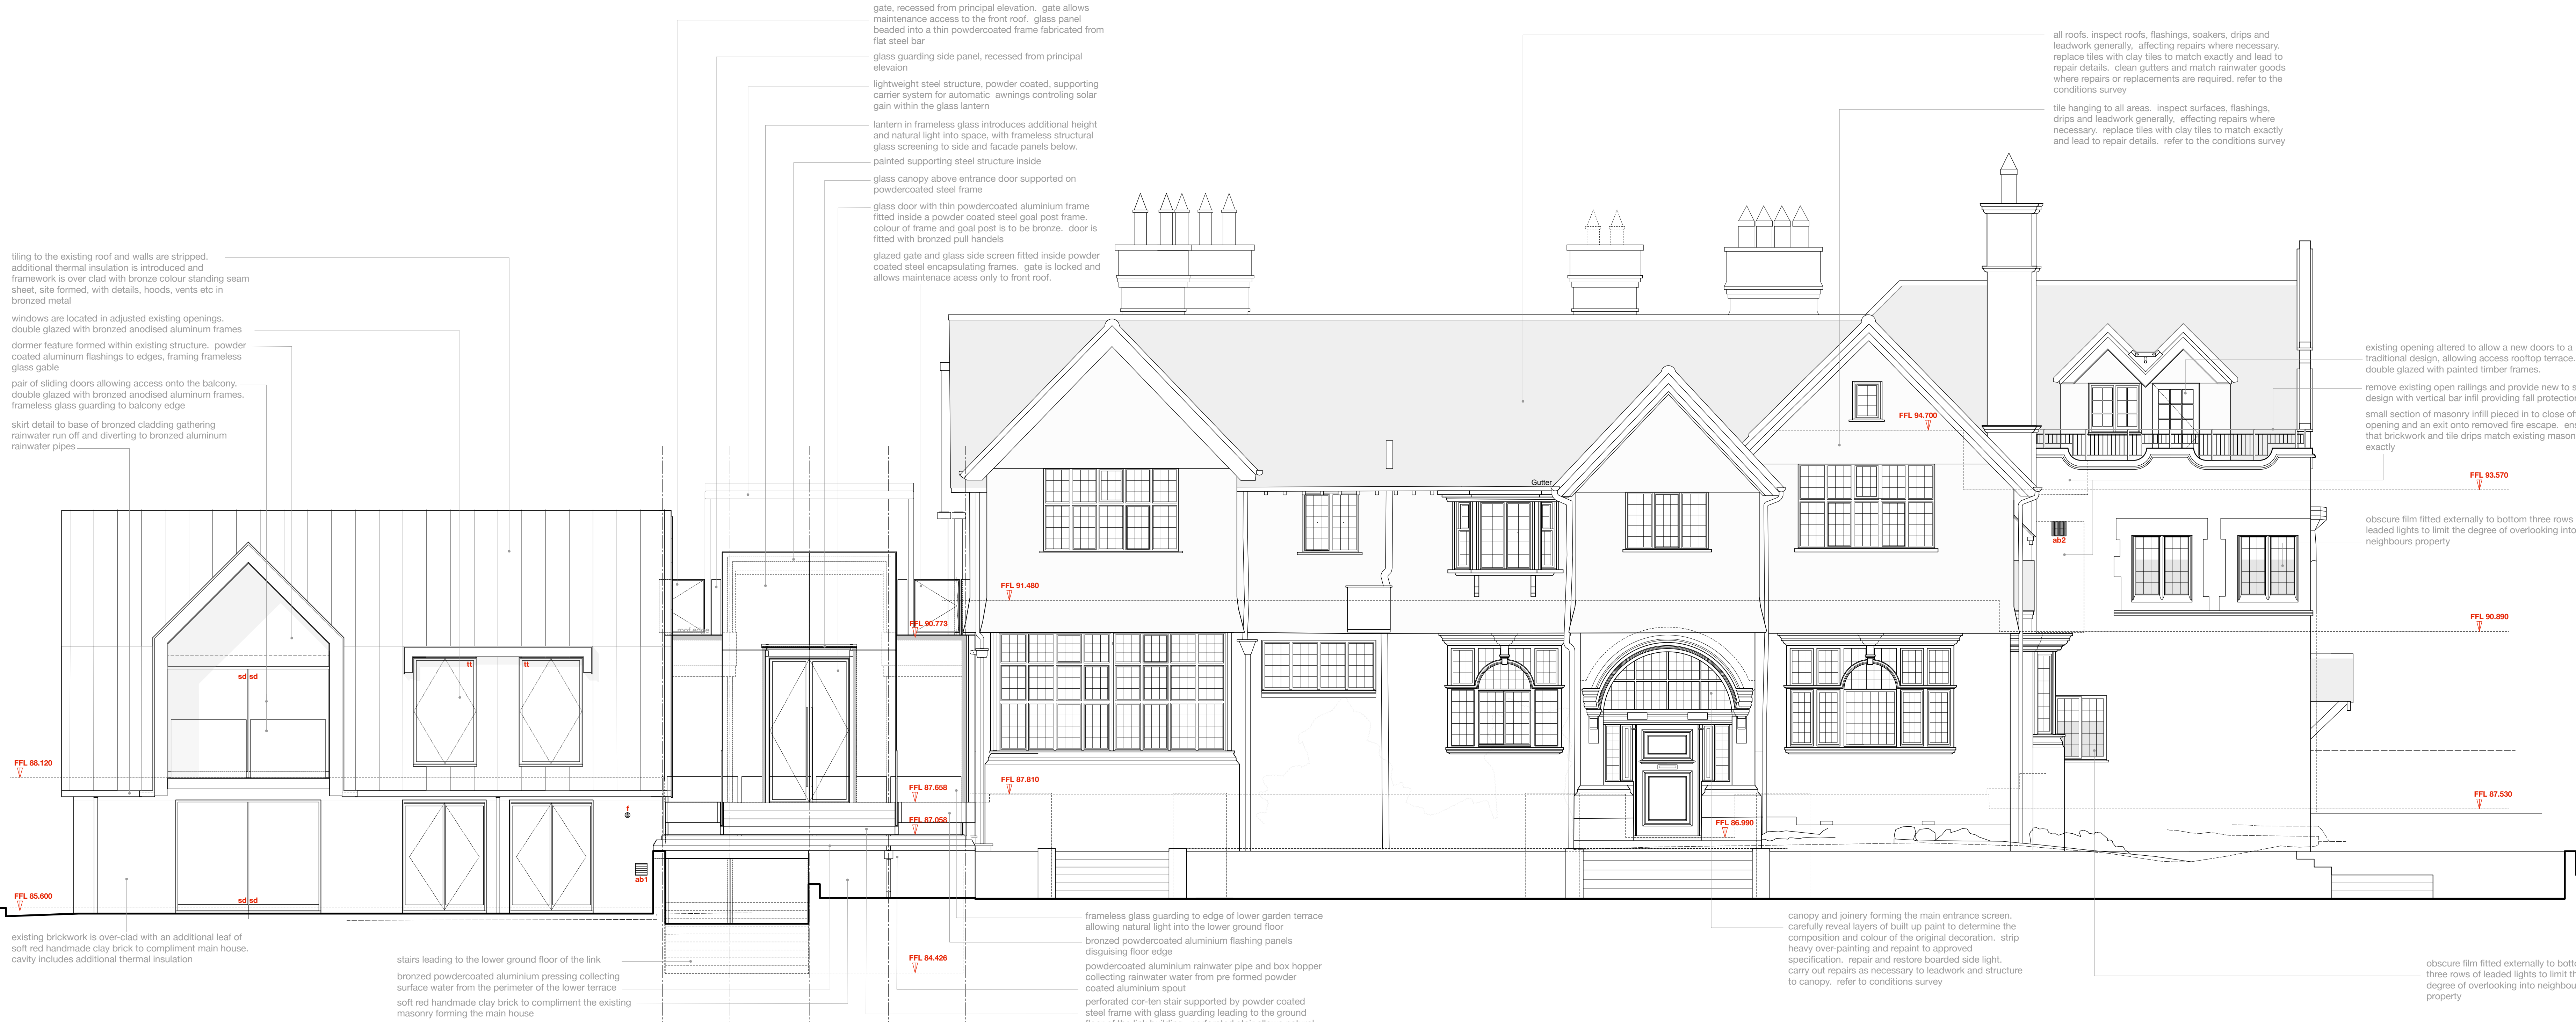 gate, recessed from principal elevation.  gate allows
maintenance access to the front roof.  glass panel
beaded into a thin powdercoated frame fabricated from
flat steel bar
glass guarding side panel, recessed from principal
elevaion
lightweight steel structure, powder coated, supporting
carrier system for automatic  awnings controling solar
gain within the glass lantern
lantern in frameless glass introduces additional height
and natural light into space, with frameless structural
glass screening to side and facade panels below.
painted supporting steel structure inside
glass canopy above entrance door supported on
powdercoated steel frame
glass door with thin powdercoated aluminium frame
fitted inside a powder coated steel goal post frame.
colour of frame and goal post is to be bronze.  door is
fitted with bronzed pull handels
glazed gate and glass side screen fitted inside powder
coated steel encapsulating frames.  gate is locked and
allows maintenace acess only to front roof.
all roofs. inspect roofs, flashings, soakers, drips and
leadwork generally,  affecting repairs where necessary.
replace tiles with clay tiles to match exactly and lead to
repair details.  clean gutters and match rainwater goods
where repairs or replacements are required. refer to the
conditions survey
tile hanging to all areas.  inspect surfaces, flashings,
drips and leadwork generally,  effecting repairs where
necessary.  replace tiles with clay tiles to match exactly
and lead to repair details.  refer to the conditions survey
tiling to the existing roof and walls are stripped.
additional thermal insulation is introduced and
framework is over clad with bronze colour standing seam
sheet, site formed, with details, hoods, vents etc in
bronzed metal
windows are located in adjusted existing openings.
double glazed with bronzed anodised aluminum frames
dormer feature formed within existing structure.  powder
coated aluminum flashings to edges, framing frameless
glass gable
pair of sliding doors allowing access onto the balcony.
double glazed with bronzed anodised aluminum frames.
frameless glass guarding to balcony edge
skirt detail to base of bronzed cladding gathering
rainwater run off and diverting to bronzed aluminum
rainwater pipes
existing opening altered to allow a new doors to a
traditional design, allowing access rooftop terrace.
double glazed with painted timber frames.
remove existing open railings and provide new to s
design with vertical bar infil providing fall protection
small section of masonry infill pieced in to close of
opening and an exit onto removed fire escape.  ens
that brickwork and tile drips match existing mason
exactly
FFL 94.700
FFL 93.570
Gutter
obscure film fitted externally to bottom three rows
leaded lights to limit the degree of overlooking into
neighbours property
ab2
FFL 91.480
FFL 90.773
FFL 90.890
tt
tt
sd sd
FFL 88.120
FFL 87.810
FFL 87.658
FFL 87.530
f
FFL 87.058
FFL 86.990
ab1
FFL 85.600
sd sd
FFL 84.426
existing brickwork is over-clad with an additional leaf of
soft red handmade clay brick to compliment main house.
cavity includes additional thermal insulation
stairs leading to the lower ground floor of the link
bronzed powdercoated aluminium pressing collecting
surface water from the perimeter of the lower terrace
soft red handmade clay brick to compliment the existing
masonry forming the main house
frameless glass guarding to edge of lower garden terrace
allowing natural light into the lower ground floor
bronzed powdercoated aluminium flashing panels
disguising floor edge
powdercoated aluminium rainwater pipe and box hopper
collecting rainwater water from pre formed powder
coated aluminium spout
perforated cor-ten stair supported by powder coated
steel frame with glass guarding leading to the ground
canopy and joinery forming the main entrance screen.
carefully reveal layers of built up paint to determine the
composition and colour of the original decoration.  strip
heavy over-painting and repaint to approved
specification.  repair and restore boarded side light.
carry out repairs as necessary to leadwork and structure
to canopy.  refer to conditions survey
obscure film fitted externally to botto
three rows of leaded lights to limit th
degree of overlooking into neighbou
property